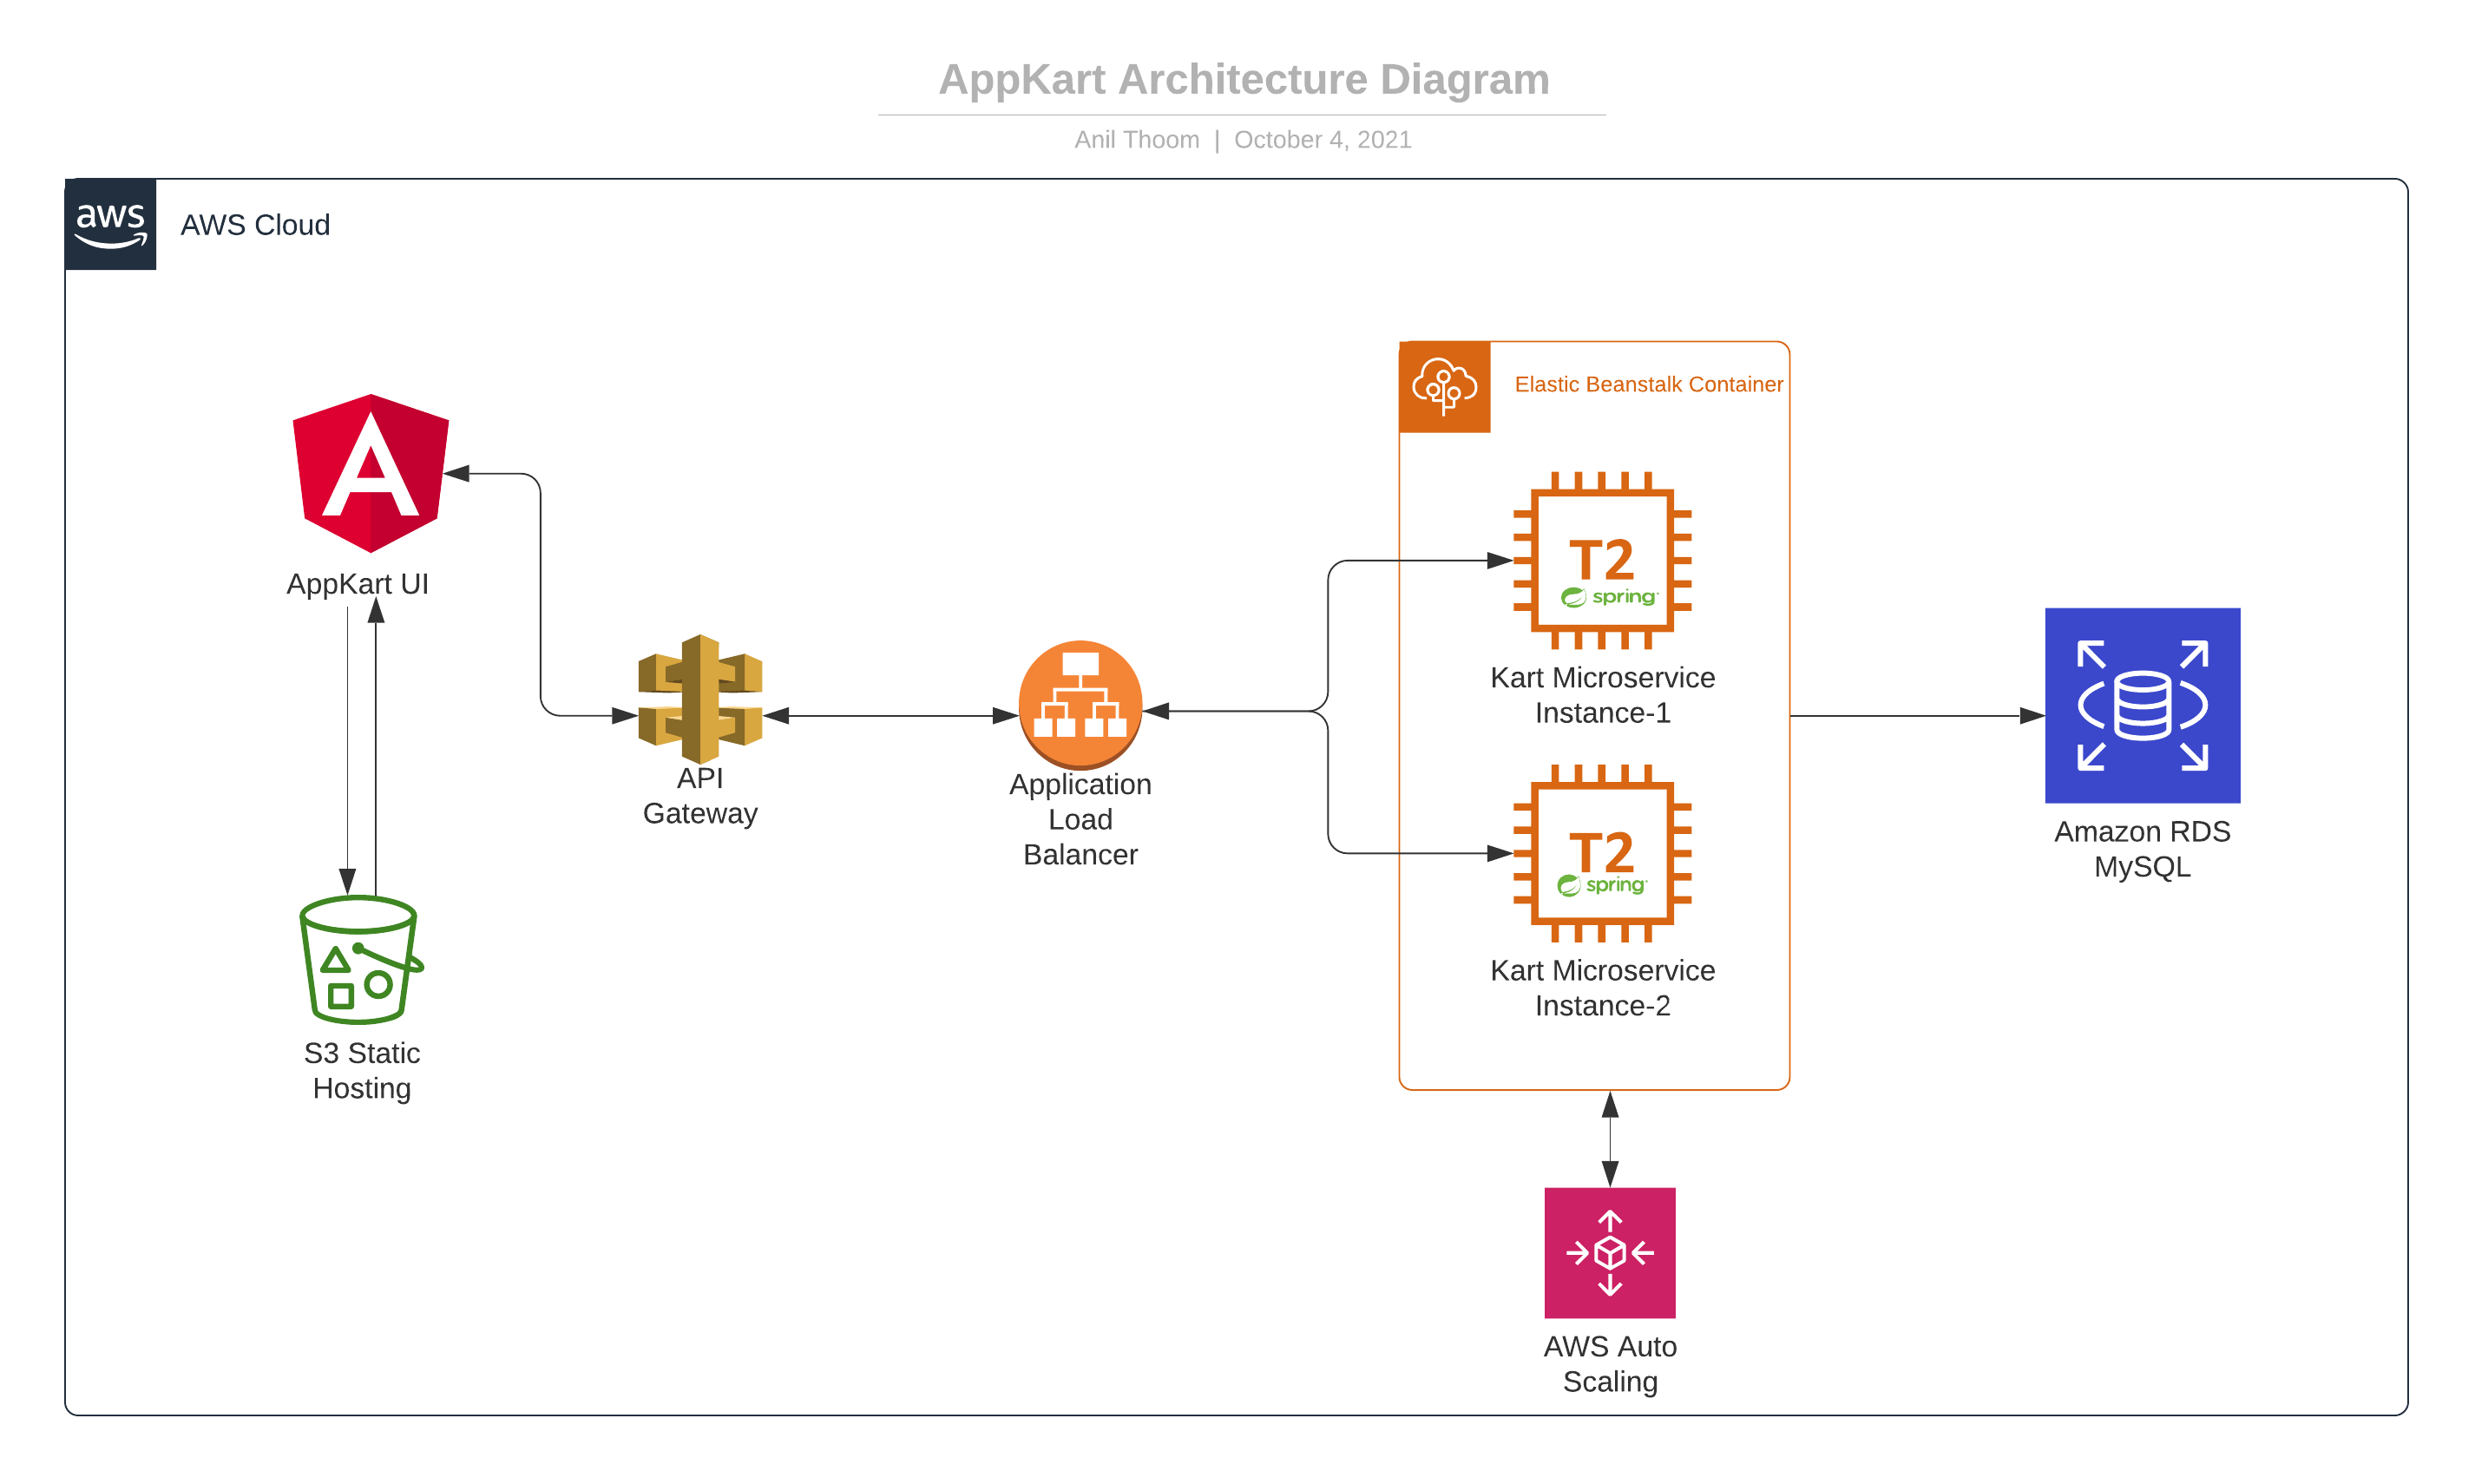 AppKart Architecture Diagram
Anil Thoom | October 4, 2021
aws
AWS Cloud
Elastic Beanstalk Container
AppKart UI
T2
spring
Kart Microservice
Instance-1
API
Gateway
Application
Load
Balancer
T2
spring
Kart Microservice
Instance-2
Amazon RDS
MySQL
S3 Static
Hosting
AWS Auto
Scaling